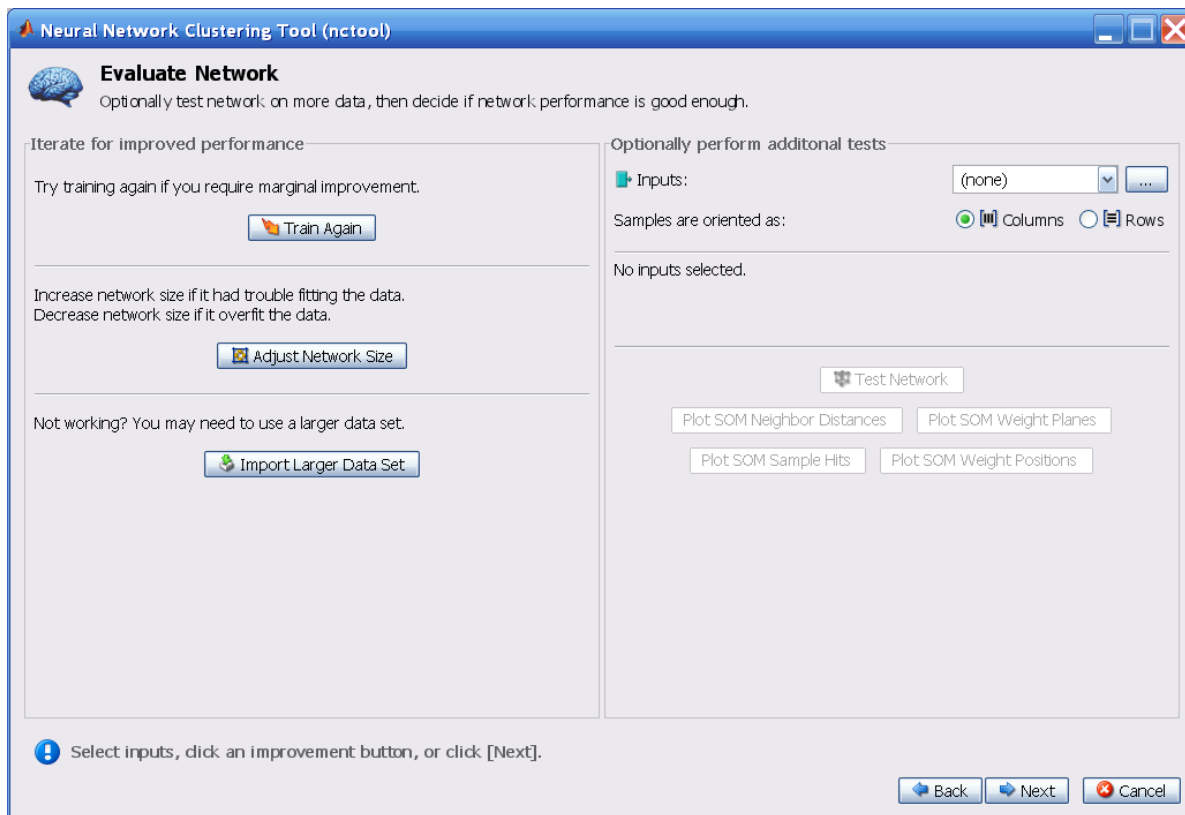 Neural Network Clustering Tool (nctool)
Evaluate Network
Optionally test network on more data, then decide if network performance is good enough.
Iterate for improved performance
Try training again if you require marginal improvement.
Train Again
Increase network size if it had trouble fitting the data.
Decrease network size if it overfit the data.
Adjust Network Size
Not working? You may need to use a larger data set.
Import Larger Data Set
Optionally perform additonal tests
Inputs: (none) ...
Samples are oriented as: Columns Rows
No inputs selected.
Test Network
Plot SOM Neighbor Distances Plot SOM Weight Planes
Plot SOM Sample Hits Plot SOM Weight Positions
Select inputs, click an improvement button, or click [Next].
Back Next Cancel